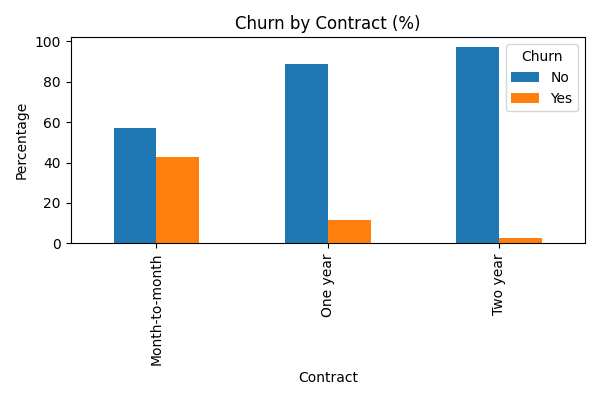 Churn by Contract (%)
100
80
60
40
20
0
Percentage
Churn
No
Yes
Month-to-month
One year
Two year
Contract